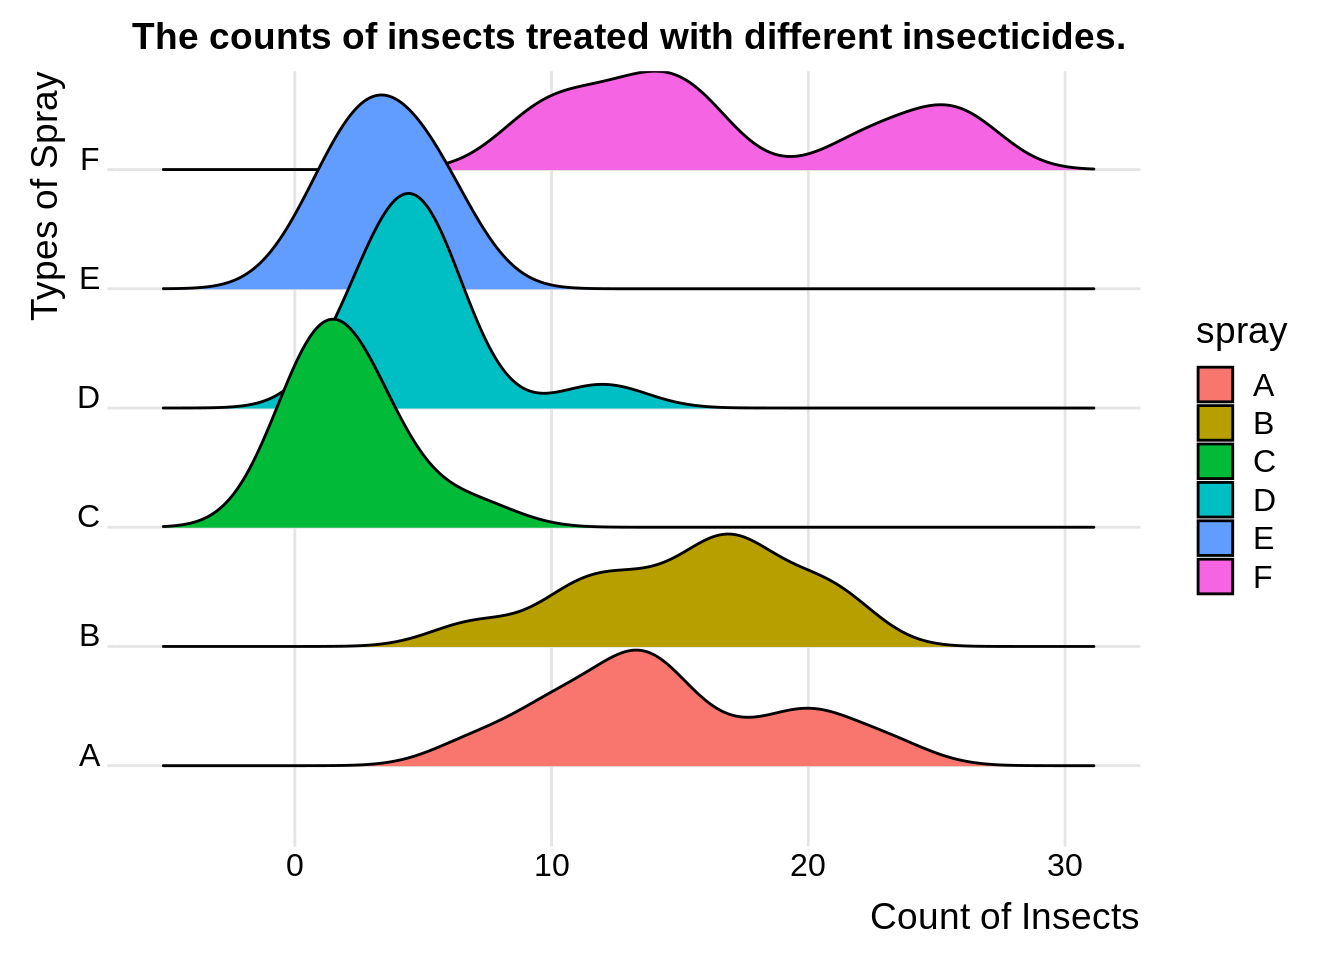 The counts of insects treated with different insecticides.
Types of Spray
F
E
D
C
B
A
0 10 20 30
Count of Insects
spray
A
B
C
D
E
F